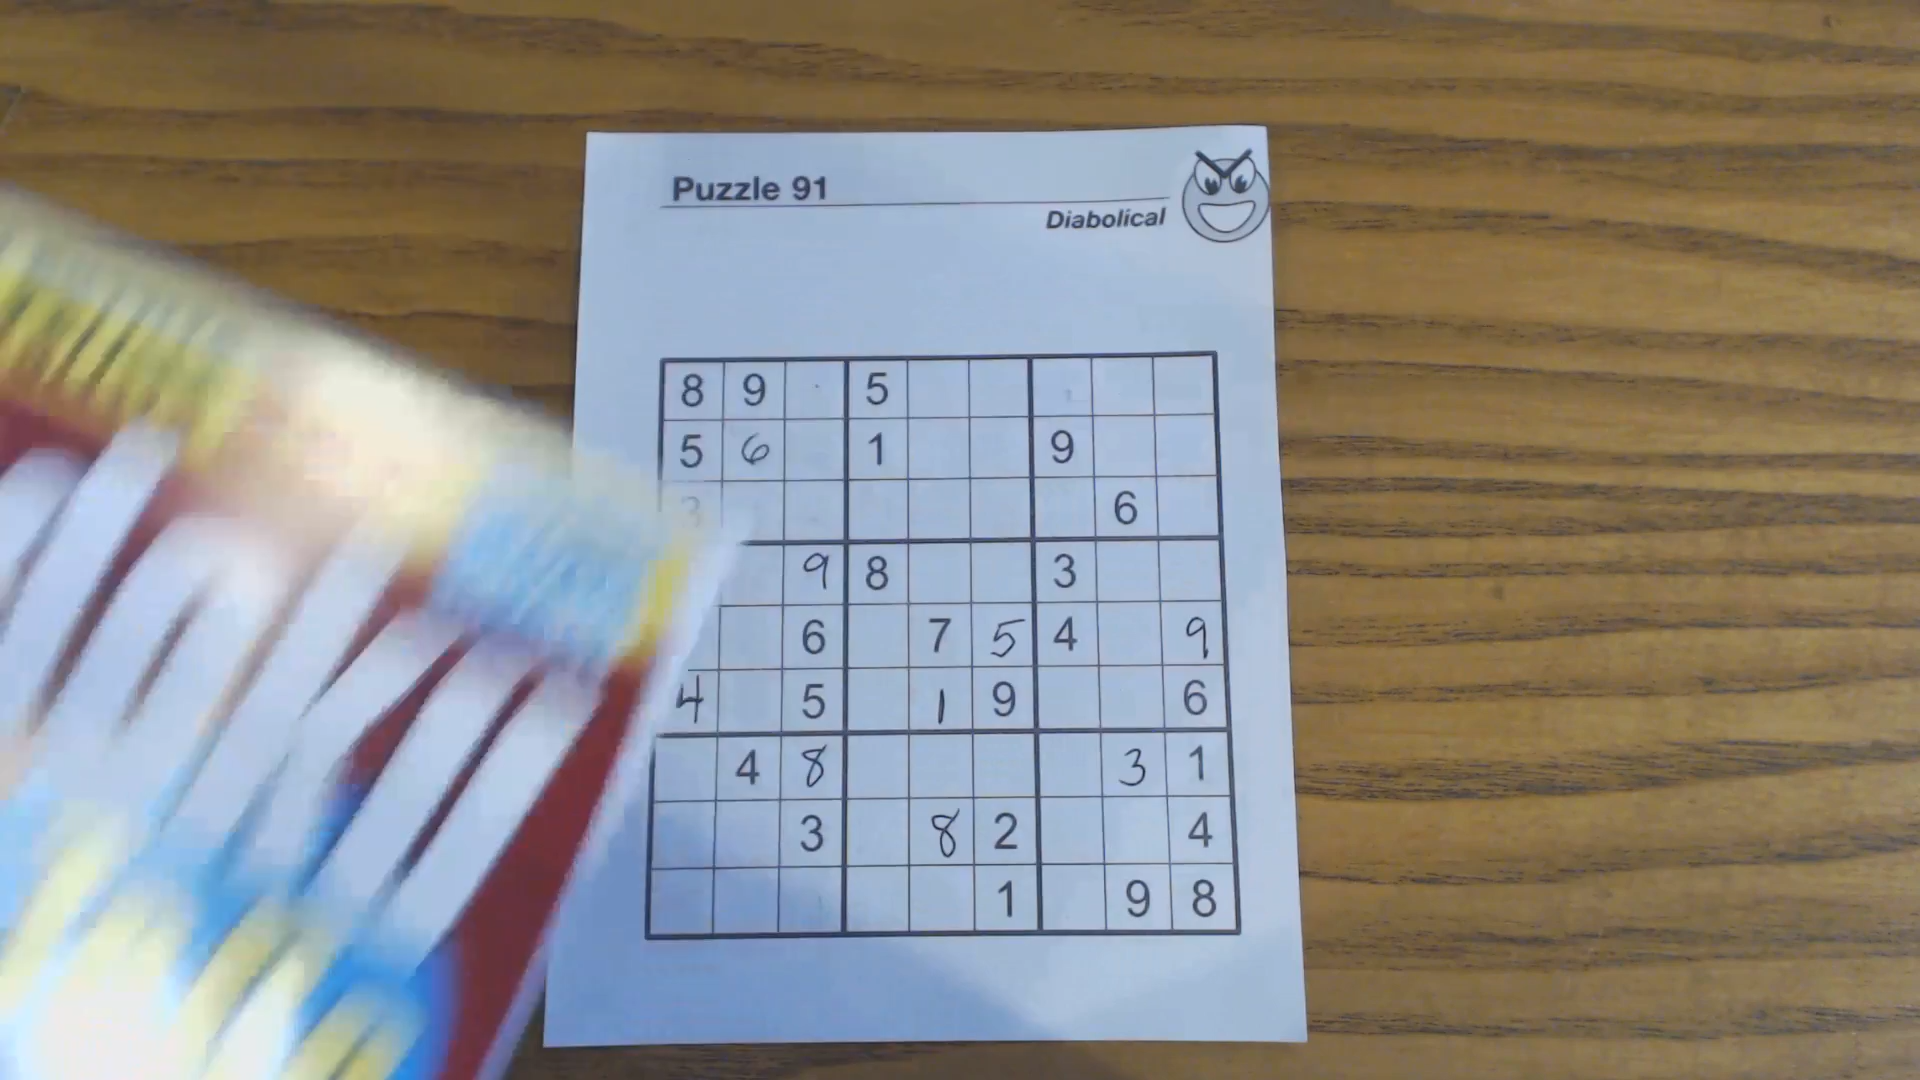 Puzzle 91
Diabolical
8 9 5
5 6 1 9
3 6
9 8 3
6 7 5 4 9
4 5 1 9 6
4 8 3 1
3 8 2 4
1 9 8